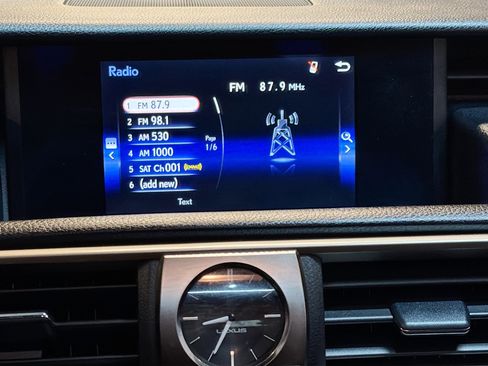 Radio
FM 87.9 MHz
1 FM 87.9
2 FM 98.1
3 AM 530
4 AM 1000
5 SAT Ch001
6 (add new)
Page
1/6
Text
LEXUS